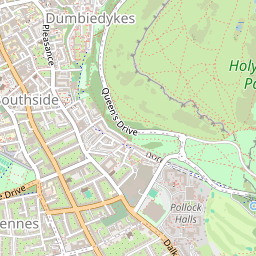 Dumbiedykes
Pleasance
Holy
Southside
Queen's Drive
Pollock
Halls
e Drive
ennes
Dalk